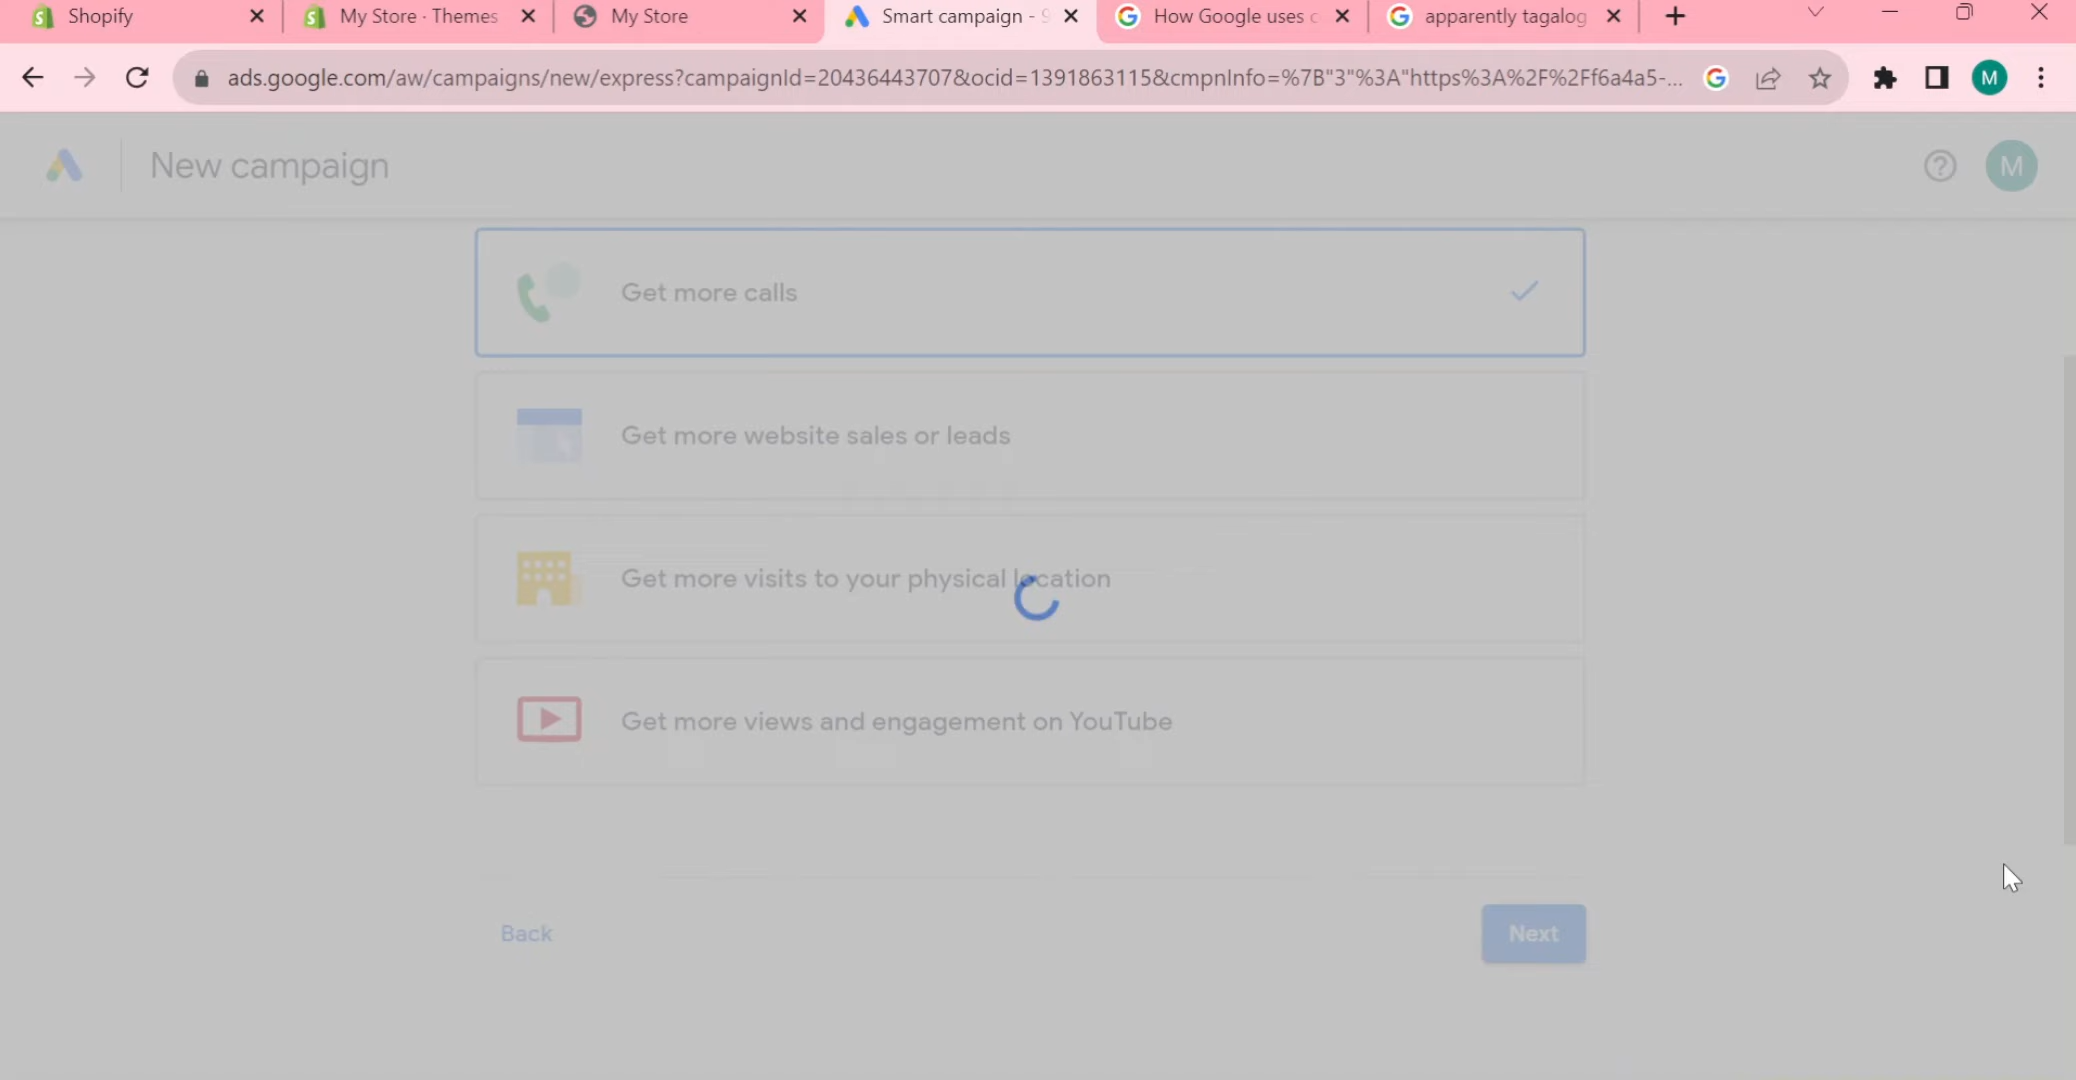 Shopify
My Store · Themes
My Store
Smart campaign - 9
How Google uses c
apparently tagalog
ads.google.com/aw/campaigns/new/express?campaignId=20436443707&ocid=1391863115&cmpnInfo=%7B"3"%3A"https%3A%2F%2Ff6a4a5-...
M
New campaign
M
Get more calls
Get more website sales or leads
Get more visits to your physical location
Get more views and engagement on YouTube
Back
Next